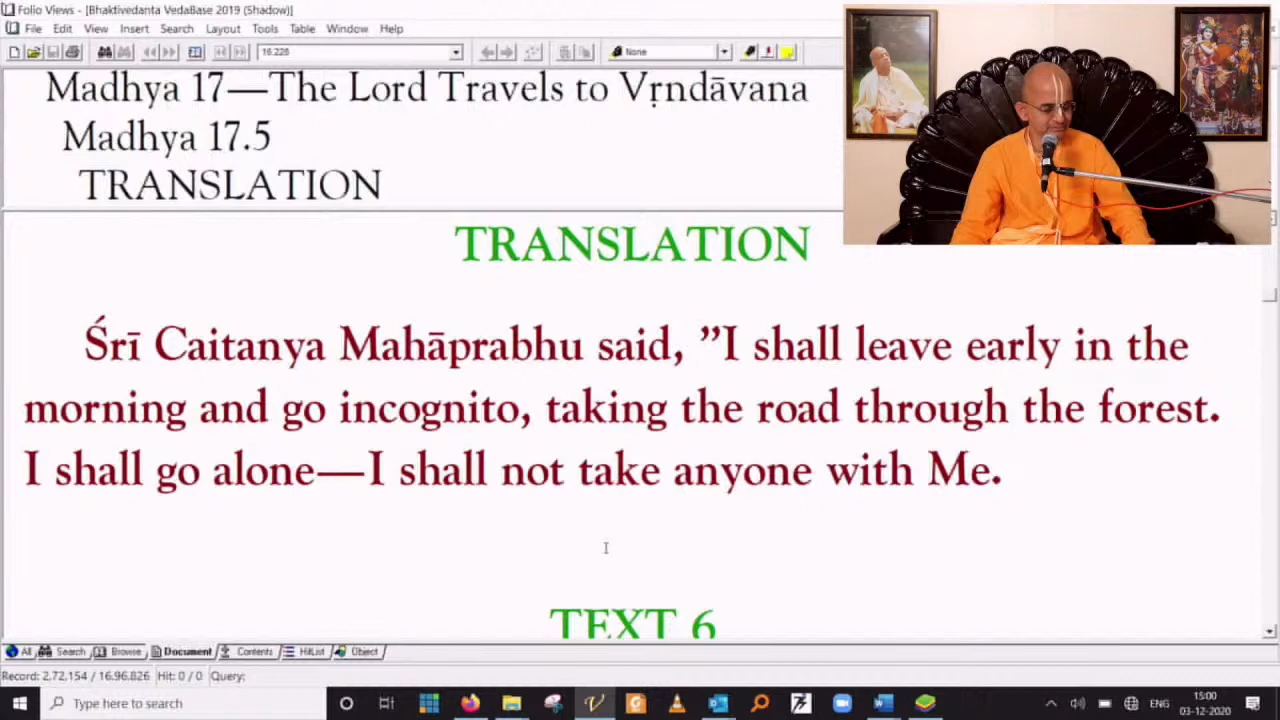 Folio Views - [Bhaktivedanta VedaBase 2019 (Shadow)]
File Edit View Insert Search Layout Tools Table Window Help
16.226 None
Madhya 17—The Lord Travels to Vṛndāvana
Madhya 17.5
TRANSLATION
TRANSLATION
Śrī Caitanya Mahāprabhu said, ”I shall leave early in the
morning and go incognito, taking the road through the forest.
I shall go alone—I shall not take anyone with Me.
TEXT 6
All Search Browse Document Contents HitList Object
Record: 2,72,154 / 16,96,826 Hit: 0 / 0 Query:
Type here to search ENG 15:00
03-12-2020